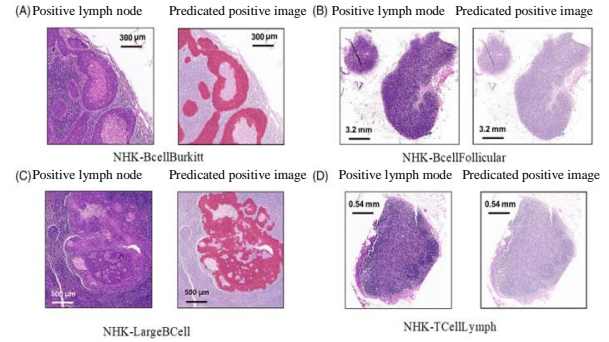 (A) Positive lymph node Predicated positive image
300 µm 300 µm
NHK-BcellBurkitt
(B) Positive lymph mode Predicated positive image
3.2 mm 3.2 mm
NHK-BcellFollicular
(C) Positive lymph node Predicated positive image
500 µm 500 µm
NHK-LargeBCell
(D) Positive lymph mode Predicated positive image
0.54 mm 0.54 mm
NHK-TCellLymph